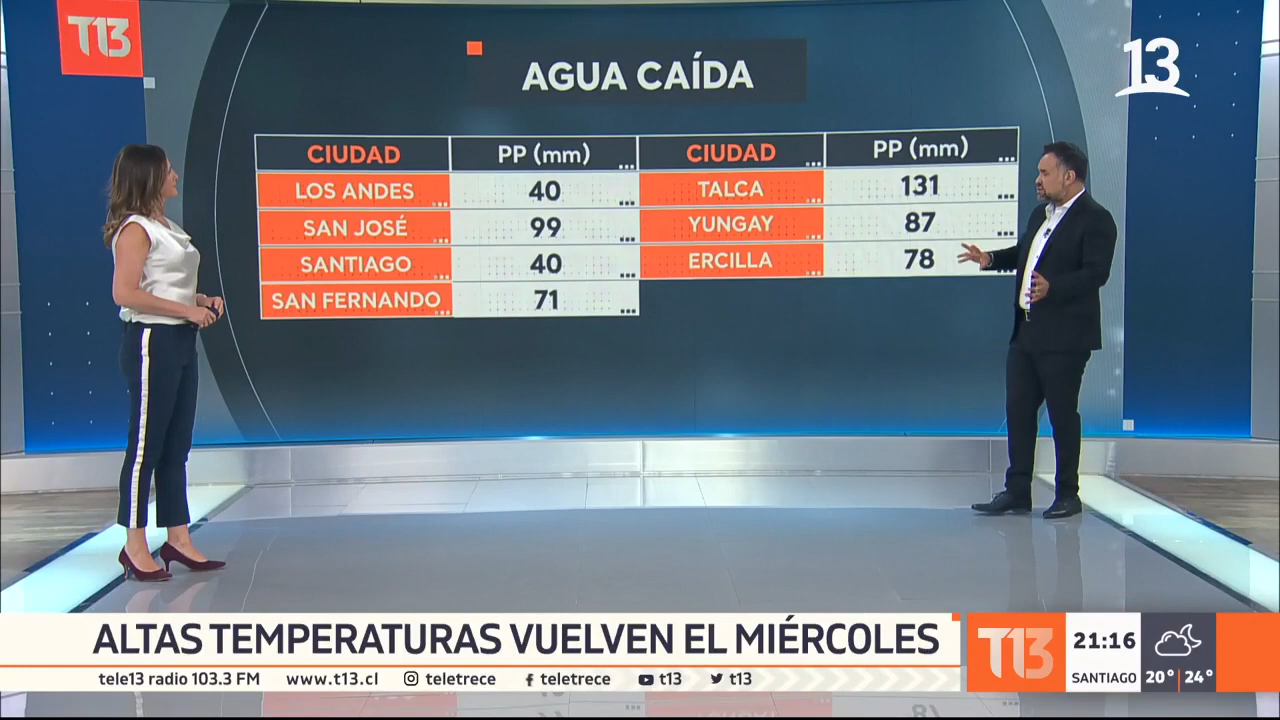 T13
13
AGUA CAÍDA
CIUDAD PP (mm) CIUDAD PP (mm)
LOS ANDES 40 TALCA 131
SAN JOSÉ 99 YUNGAY 87
SANTIAGO 40 ERCILLA 78
SAN FERNANDO 71
ALTAS TEMPERATURAS VUELVEN EL MIÉRCOLES
tele13 radio 103.3 FM www.t13.cl teletrece teletrece t13 t13
T13 21:16
SANTIAGO 20° 24°